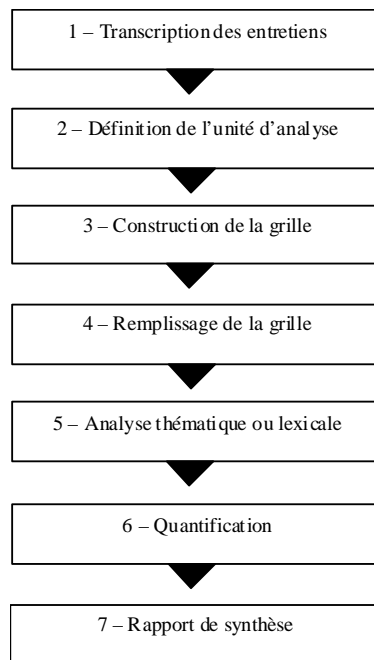 1 – Transcription des entretiens
2 – Définition de l’unité d’analyse
3 – Construction de la grille
4 – Remplissage de la grille
5 – Analyse thématique ou lexicale
6 – Quantification
7 – Rapport de synthèse